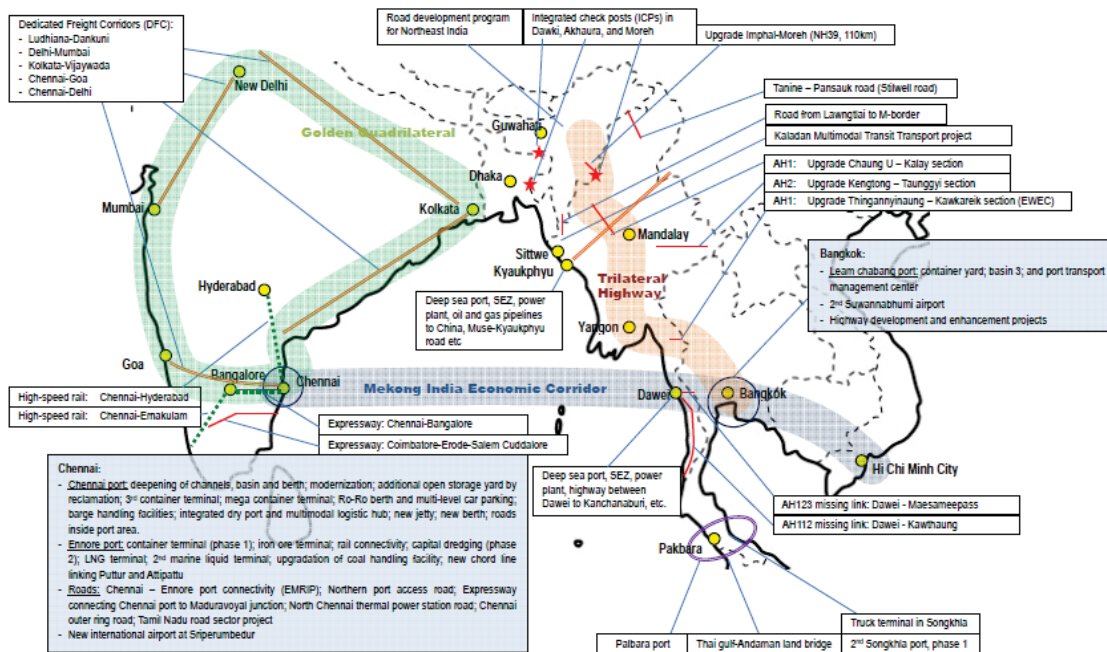 Dedicated Freight Corridors (DFC):
- Ludhiana-Dankuni
- Delhi-Mumbai
- Kolkata-Vijaywada
- Chennai-Goa
- Chennai-Delhi
Road development program
for Northeast India
Integrated check posts (ICPs) in
Dawki, Akhaura, and Moreh
Upgrade Imphai-Moreh (NH39, 110km)
Tanine – Pansauk road (Stilwell road)
Road from Lawngtiai to M-border
Kaladan Multimodal Transit Transport project
AH1: Upgrade Chaung U – Kalay section
AH2: Upgrade Kengtong – Taunggyi section
AH1: Upgrade Thingannyinaung – Kawkareik section (EWEC)
New Delhi
Golden Quadrilateral
Guwahati
Dhaka
Mumbai
Kolkata
Mandalay
Sittwe
Kyaukphyu
Hyderabad
Trilateral
Highway
Yangon
Deep sea port, SEZ, power
plant, oil and gas pipelines
to China, Muse-Kyaukphyu
road etc
Bangkok:
- Leam chabang port: container yard; basin 3; and port transport
management center
- 2nd Suwannabhumi airport
- Highway development and enhancement projects
Goa
Bangalore
Chennai
Mekong India Economic Corridor
Dawei
Bangkok
Hi Chi Minh City
High-speed rail: Chennai-Hyderabad
High-speed rail: Chennai-Ernakulam
Expressway: Chennai-Bangalore
Expressway: Coimbatore-Erode-Salem Cuddalore
Chennai:
- Chennai port: deepening of channels, basin and berth; modernization; additional open storage yard by
reclamation; 3rd container terminal; mega container terminal; Ro-Ro berth and multi-level car parking;
barge handling facilities; integrated dry port and multimodal logistic hub; new jetty; new berth; roads
inside port area.
- Ennore port: container terminal (phase 1); iron ore terminal; rail connectivity; capital dredging (phase
2); LNG terminal; 2nd marine liquid terminal; upgradation of coal handling facility; new chord line
linking Puttur and Attipattu
- Roads: Chennai – Ennore port connectivity (EMRIP); Northern port access road; Expressway
connecting Chennai port to Maduravoyal junction; North Chennai thermal power station road; Chennai
outer ring road; Tamil Nadu road sector project
- New international airport at Sriperumbedur
Deep sea port, SEZ, power
plant, highway between
Dawei to Kanchanaburi, etc.
AH123 missing link: Dawei - Maesameepass
AH112 missing link: Dawei - Kawthaung
Pakbara
Truck terminal in Songkhla
Palbara port
Thai gulf-Andaman land bridge
2nd Songkhla port, phase 1